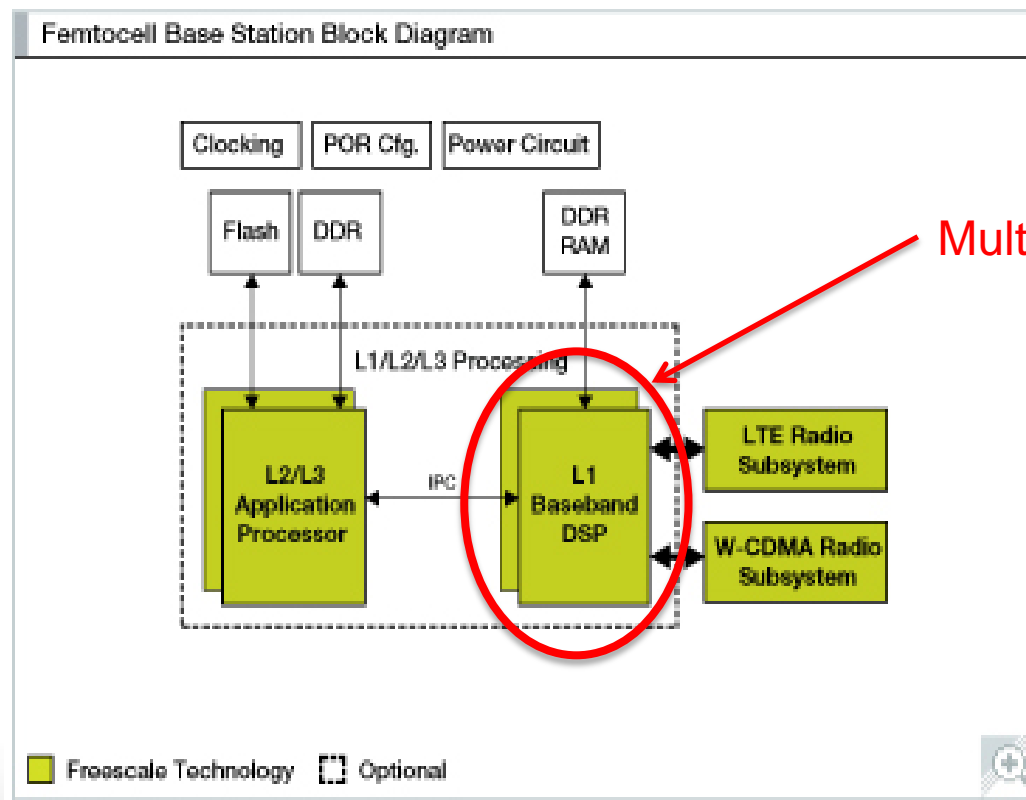 Femtocell Base Station Block Diagram
Clocking
POR Cfg.
Power Circuit
Flash
DDR
DDR
RAM
Mult
L1/L2/L3 Processing
L2/L3
Application
Processor
IPC
L1
Baseband
DSP
LTE Radio
Subsystem
W-CDMA Radio
Subsystem
Freescale Technology
Optional